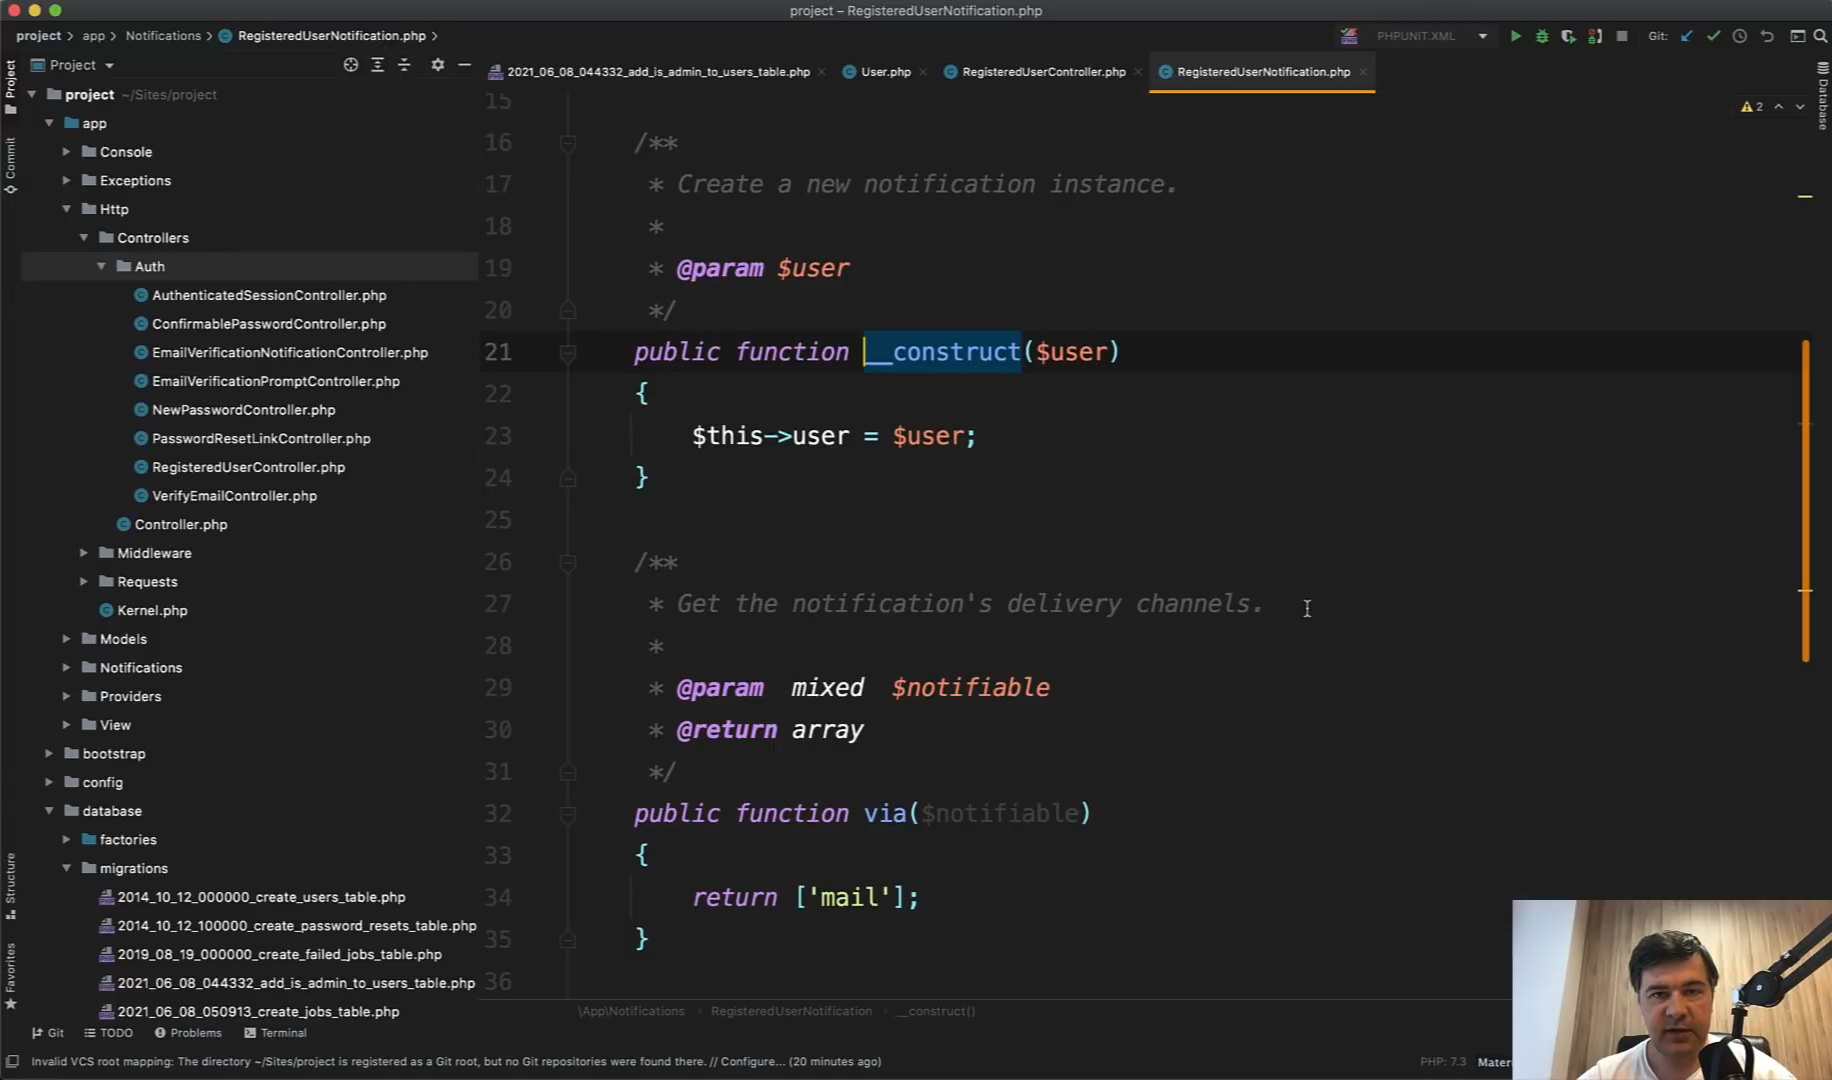 project – RegisteredUserNotification.php
project app Notifications RegisteredUserNotification.php
PHPUNIT.XML Git:
Project
2021_06_08_044332_add_is_admin_to_users_table.php User.php RegisteredUserController.php RegisteredUserNotification.php
Project
Commit
Structure
Favorites
Database
2
project ~/Sites/project
app
Console
Exceptions
Http
Controllers
Auth
AuthenticatedSessionController.php
ConfirmablePasswordController.php
EmailVerificationNotificationController.php
EmailVerificationPromptController.php
NewPasswordController.php
PasswordResetLinkController.php
RegisteredUserController.php
VerifyEmailController.php
Controller.php
Middleware
Requests
Kernel.php
Models
Notifications
Providers
View
bootstrap
config
database
factories
migrations
2014_10_12_000000_create_users_table.php
2014_10_12_100000_create_password_resets_table.php
2019_08_19_000000_create_failed_jobs_table.php
2021_06_08_044332_add_is_admin_to_users_table.php
2021_06_08_050913_create_jobs_table.php
15
16 /**
17 * Create a new notification instance.
18 *
19 * @param $user
20 */
21 public function __construct($user)
22 {
23 $this->user = $user;
24 }
25
26 /**
27 * Get the notification's delivery channels.
28 *
29 * @param mixed $notifiable
30 * @return array
31 */
32 public function via($notifiable)
33 {
34 return ['mail'];
35 }
36
\App\Notifications RegisteredUserNotification __construct()
Git TODO Problems Terminal
Invalid VCS root mapping: The directory ~/Sites/project is registered as a Git root, but no Git repositories were found there. // Configure... (20 minutes ago)
PHP: 7.3